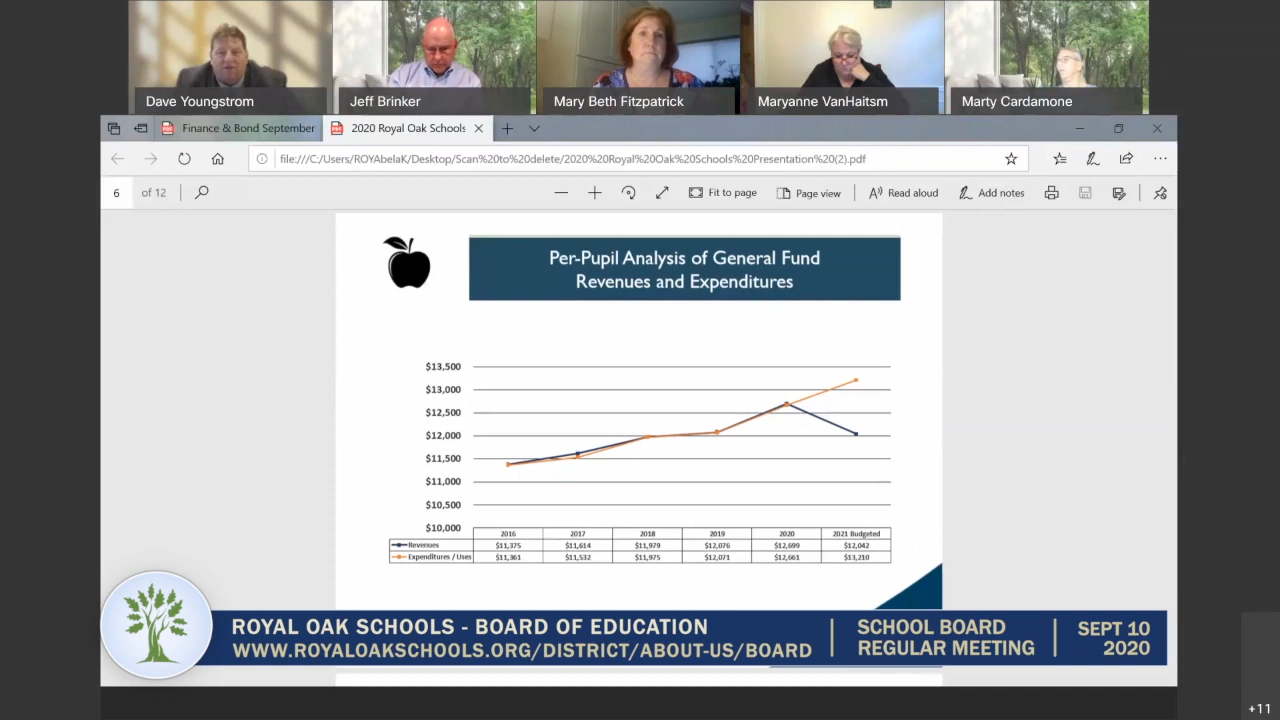 Dave Youngstrom
Jeff Brinker
Mary Beth Fitzpatrick
Maryanne VanHaitsm
Marty Cardamone
Finance & Bond September
2020 Royal Oak Schools
file:///C:/Users/ROYAbelaK/Desktop/Scan%20to%20delete/2020%20Royal%20Oak%20Schools%20Presentation%20(2).pdf
6 of 12
Fit to page
Page view
Read aloud
Add notes
Per-Pupil Analysis of General Fund
Revenues and Expenditures
$13,500
$13,000
$12,500
$12,000
$11,500
$11,000
$10,500
$10,000
2016 2017 2018 2019 2020 2021 Budgeted
Revenues $11,375 $11,614 $11,979 $12,076 $12,699 $12,042
Expenditures / Uses $11,361 $11,532 $11,975 $12,071 $12,661 $13,210
ROYAL OAK SCHOOLS - BOARD OF EDUCATION
WWW.ROYALOAKSCHOOLS.ORG/DISTRICT/ABOUT-US/BOARD
SCHOOL BOARD
REGULAR MEETING
SEPT 10
2020
+11